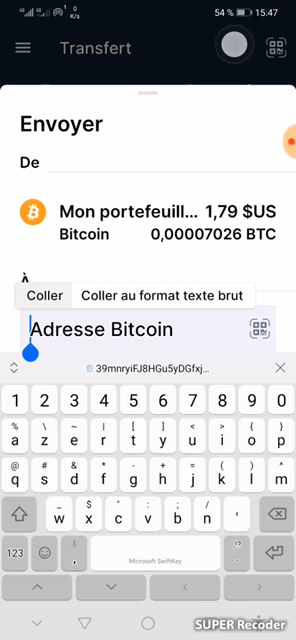 54 % 15:47
0
K/s
Transfert
Envoyer
De
Mon portefeuill... 1,79 $US
Bitcoin 0,00007026 BTC
À
Coller Coller au format texte brut
Adresse Bitcoin
39mnryiFJ8HGu5yDGfxj...
1 2 3 4 5 6 7 8 9 0
% \ ~ | [ ] < > { }
a z e r t y u i o p
@ # & * - + = ( )
q s d f g h j k l m
$ " ' : ; /
w x c v b n '
123 , Microsoft SwiftKey
SUPER Recoder